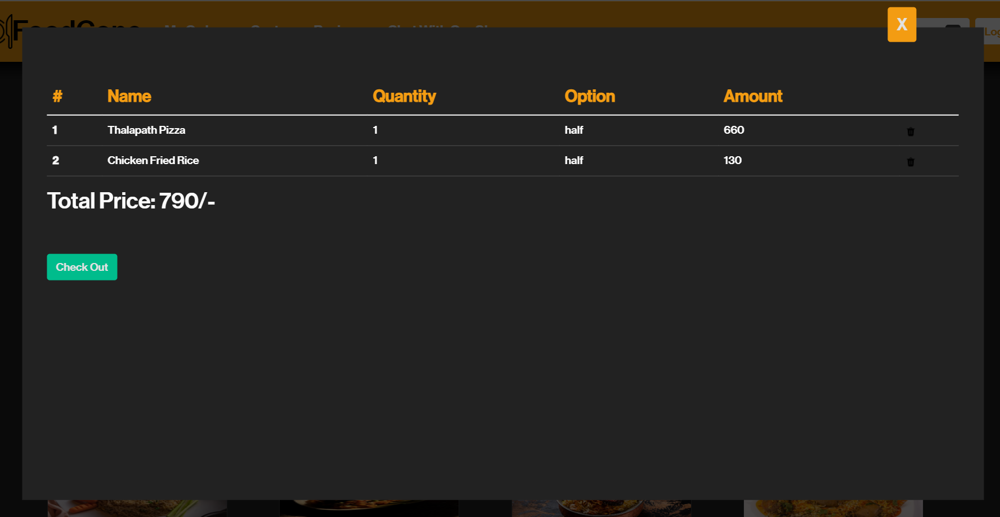 X
# Name Quantity Option Amount
1 Thalapath Pizza 1 half 660
2 Chicken Fried Rice 1 half 130
Total Price: 790/-
Check Out